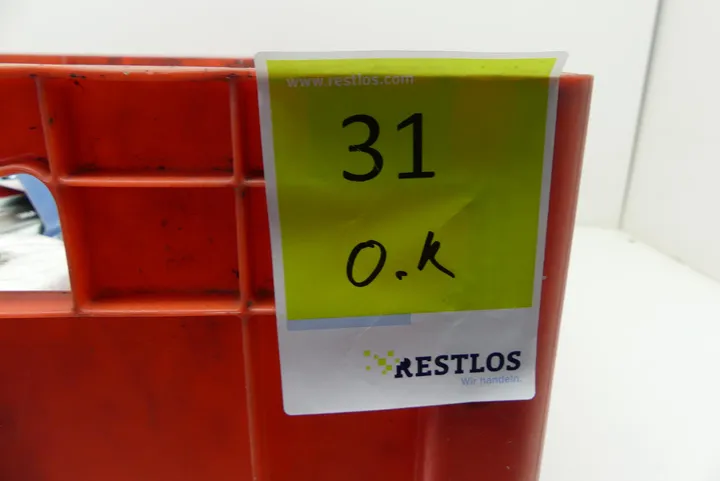 www.restlos.com
31
O.K
RESTLOS
Wir handeln.